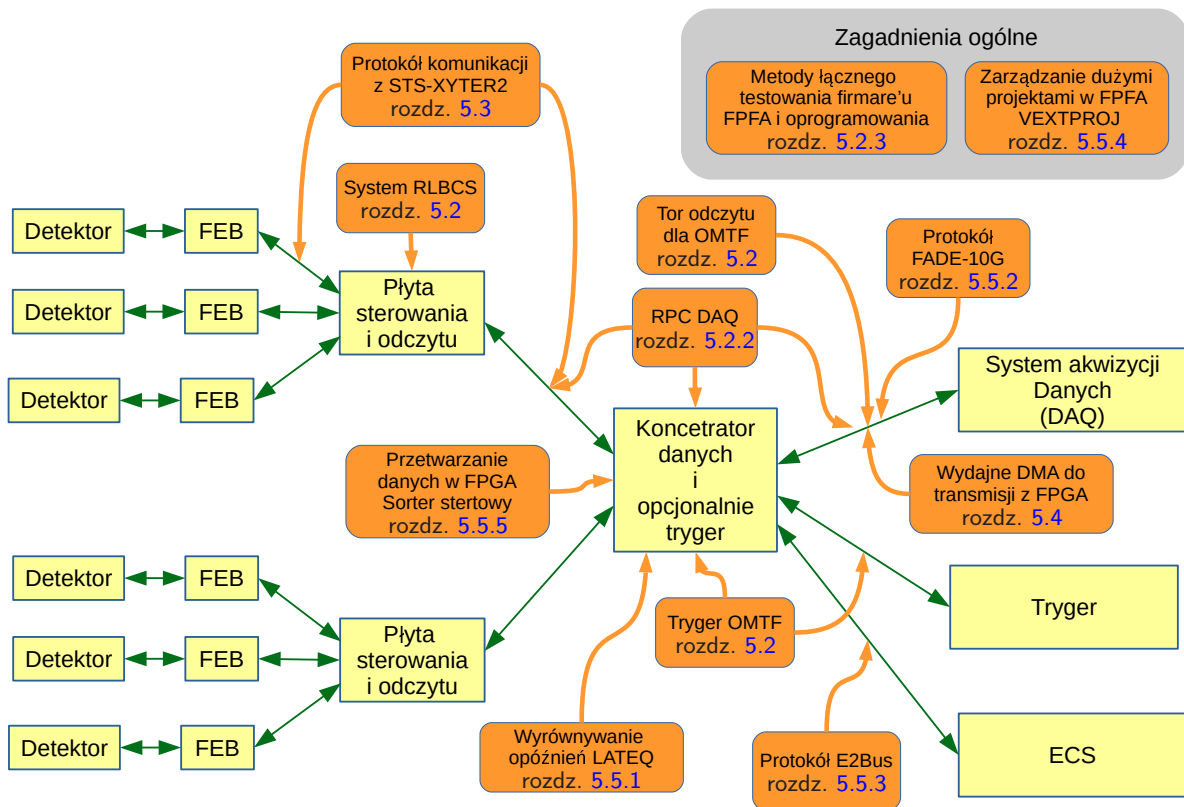 Zagadnienia ogólne
Metody łącznego
testowania firmare'u
FPFA i oprogramowania
rozdz. 5.2.3
Zarządzanie dużymi
projektami w FPFA
VEXTPROJ
rozdz. 5.5.4
Protokół komunikacji
z STS-XYTER2
rozdz. 5.3
System RLBCS
rozdz. 5.2
Tor odczytu
dla OMTF
rozdz. 5.2
Protokół
FADE-10G
rozdz. 5.5.2
RPC DAQ
rozdz. 5.2.2
Detektor
FEB
Detektor
FEB
Detektor
FEB
Płyta
sterowania
i odczytu
System akwizycji
Danych
(DAQ)
Koncetrator
danych
i
opcjonalnie
tryger
Przetwarzanie
danych w FPGA
Sorter stertowy
rozdz. 5.5.5
Wydajne DMA do
transmisji z FPGA
rozdz. 5.4
Detektor
FEB
Detektor
FEB
Detektor
FEB
Płyta
sterowania
i odczytu
Tryger OMTF
rozdz. 5.2
Tryger
Wyrównywanie
opóźnień LATEQ
rozdz. 5.5.1
Protokół E2Bus
rozdz. 5.5.3
ECS